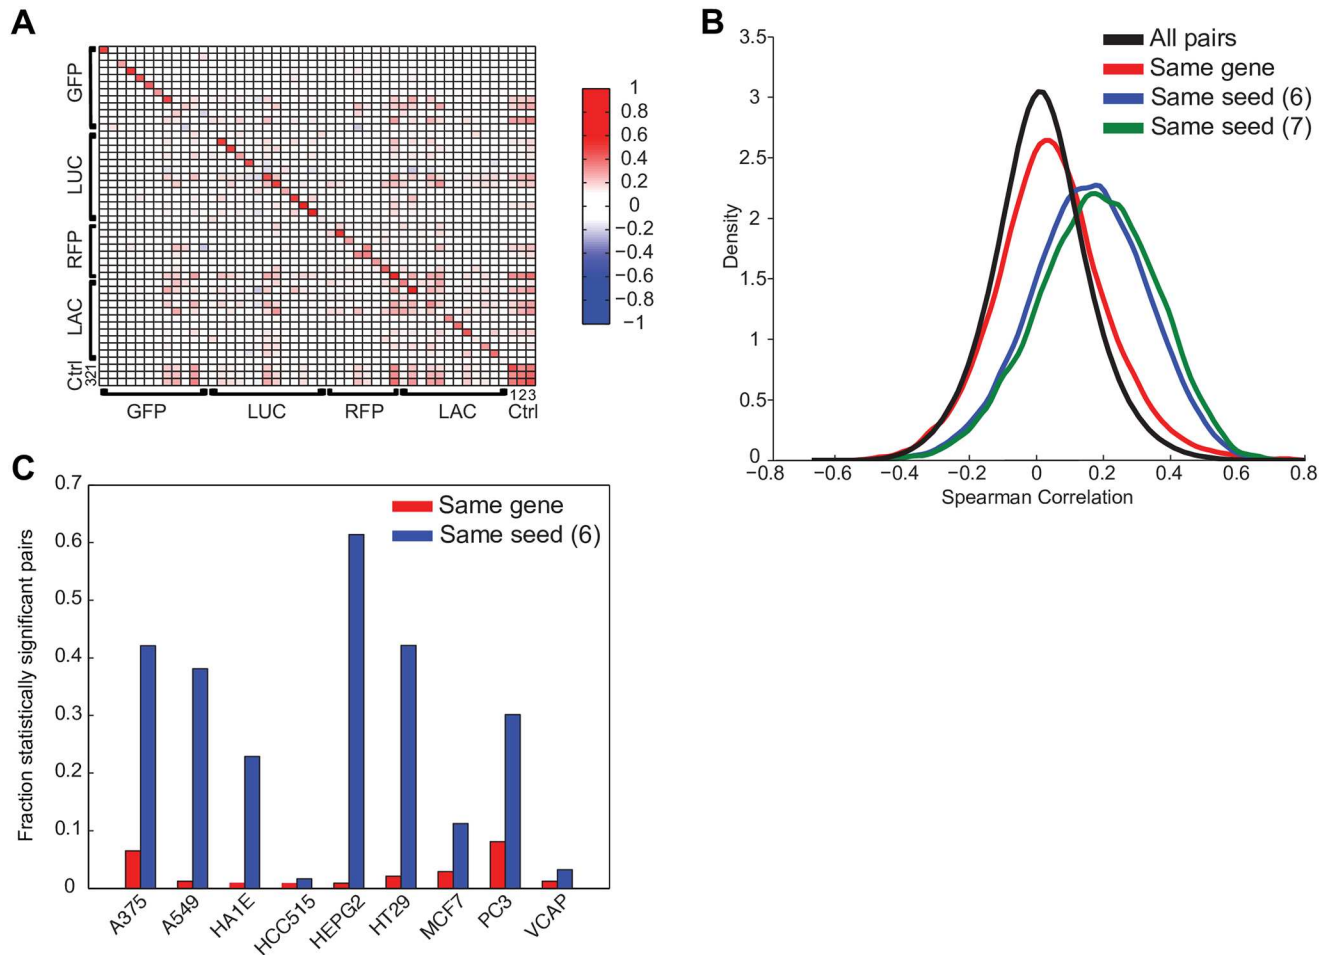 A
GFP
LUC
RFP
LAC
Ctrl
321
GFP LUC RFP LAC Ctrl
123
1
0.8
0.6
0.4
0.2
0
−0.2
−0.4
−0.6
−0.8
−1
B
All pairs
Same gene
Same seed (6)
Same seed (7)
Density
3.5
3
2.5
2
1.5
1
0.5
0
−0.8 −0.6 −0.4 −0.2 0 0.2 0.4 0.6 0.8
Spearman Correlation
C
Same gene
Same seed (6)
Fraction statistically significant pairs
0.7
0.6
0.5
0.4
0.3
0.2
0.1
0
A375 A549 HA1E HCC515 HEPG2 HT29 MCF7 PC3 VCAP